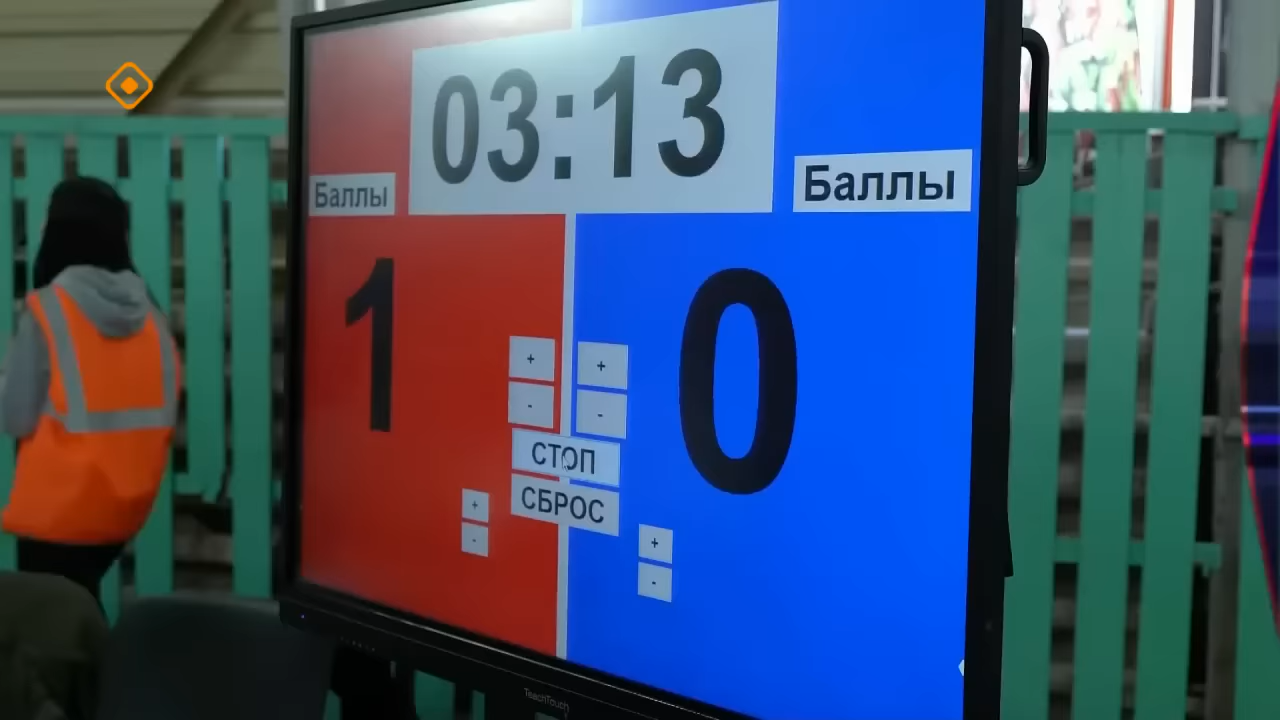 03:13
Баллы
Баллы
1
0
+
+
-
-
СТОП
СБРОС
+
-
+
-
TeachTouch